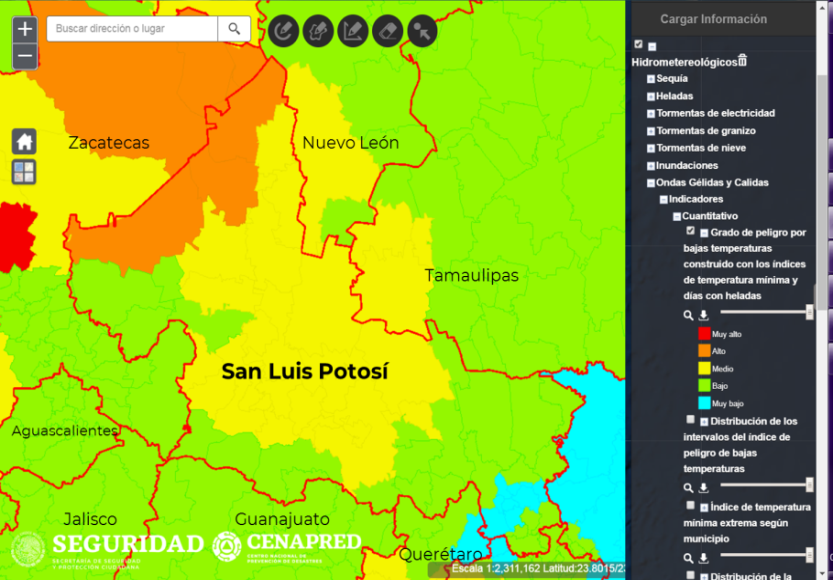 Buscar dirección o lugar
Zacatecas
Nuevo León
Tamaulipas
San Luis Potosí
Aguascalientes
Jalisco
Guanajuato
Querétaro
SEGURIDAD
SECRETARÍA DE SEGURIDAD
Y PROTECCIÓN CIUDADANA
CENAPRED
CENTRO NACIONAL DE
PREVENCIÓN DE DESASTRES
Escala 1:2,311,162 Latitud:23.8015/23
Cargar Información
Hidrometereológicos
Sequía
Heladas
Tormentas de electricidad
Tormentas de granizo
Tormentas de nieve
Inundaciones
Ondas Gélidas y Calidas
Indicadores
Cuantitativo
Grado de peligro por
bajas temperaturas
construido con los índices
de temperatura mínima y
días con heladas
Muy alto
Alto
Medio
Bajo
Muy bajo
Distribución de los
intervalos del índice de
peligro de bajas
temperaturas
Índice de temperatura
mínima extrema según
municipio
Distribución de la